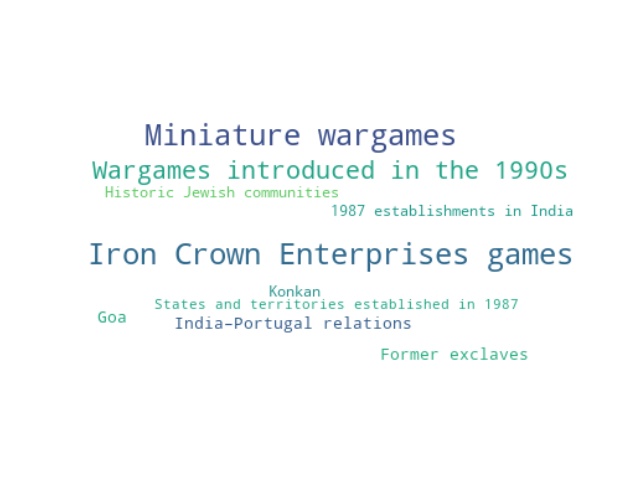 Miniature wargames
Wargames introduced in the 1990s
Historic Jewish communities
1987 establishments in India
Iron Crown Enterprises games
Konkan
States and territories established in 1987
Goa
India–Portugal relations
Former exclaves